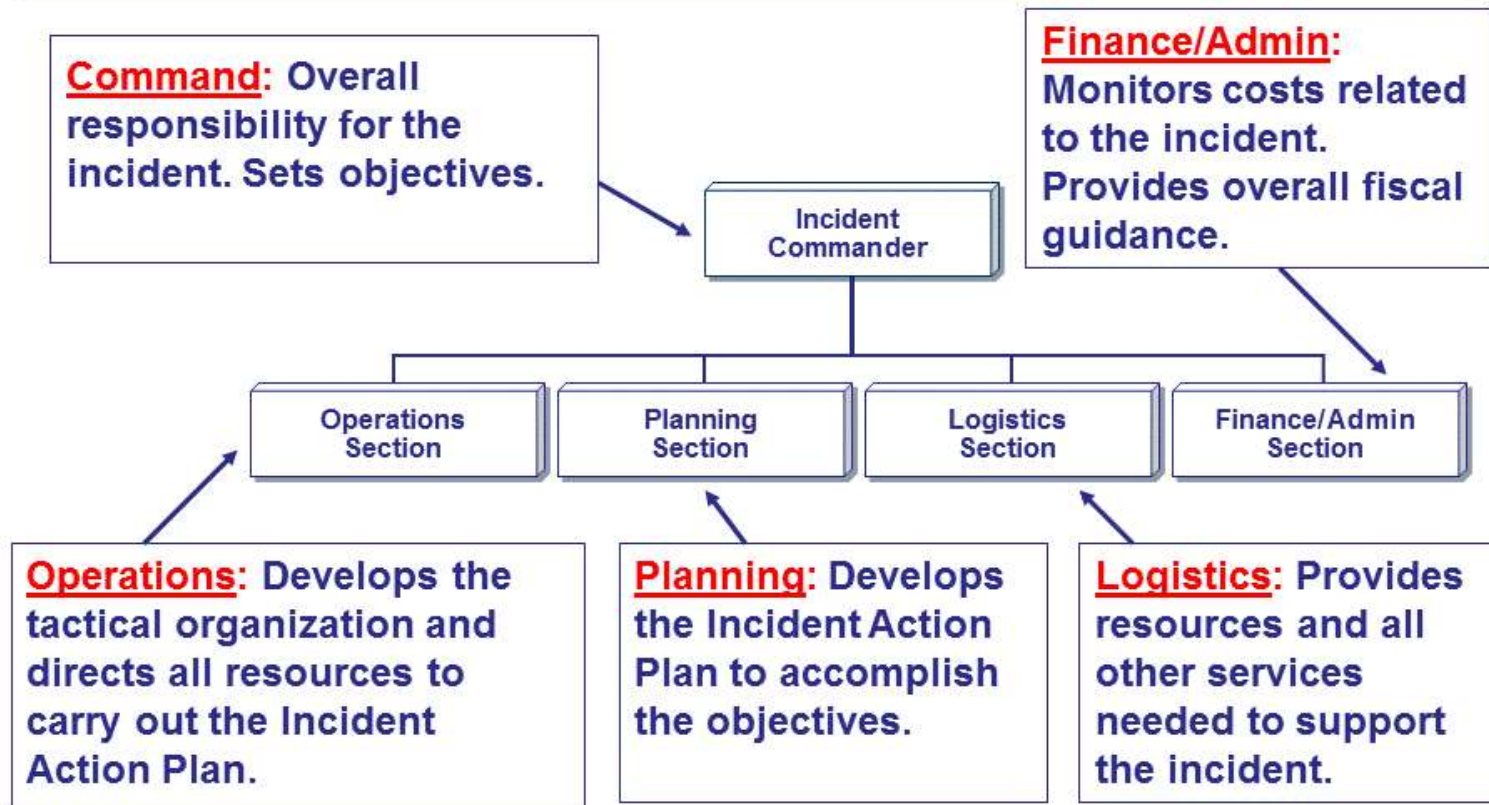 Command: Overall
responsibility for the
incident. Sets objectives.
Finance/Admin:
Monitors costs related
to the incident.
Provides overall fiscal
guidance.
Incident
Commander
Operations
Section
Planning
Section
Logistics
Section
Finance/Admin
Section
Operations: Develops the
tactical organization and
directs all resources to
carry out the Incident
Action Plan.
Planning: Develops
the Incident Action
Plan to accomplish
the objectives.
Logistics: Provides
resources and all
other services
needed to support
the incident.